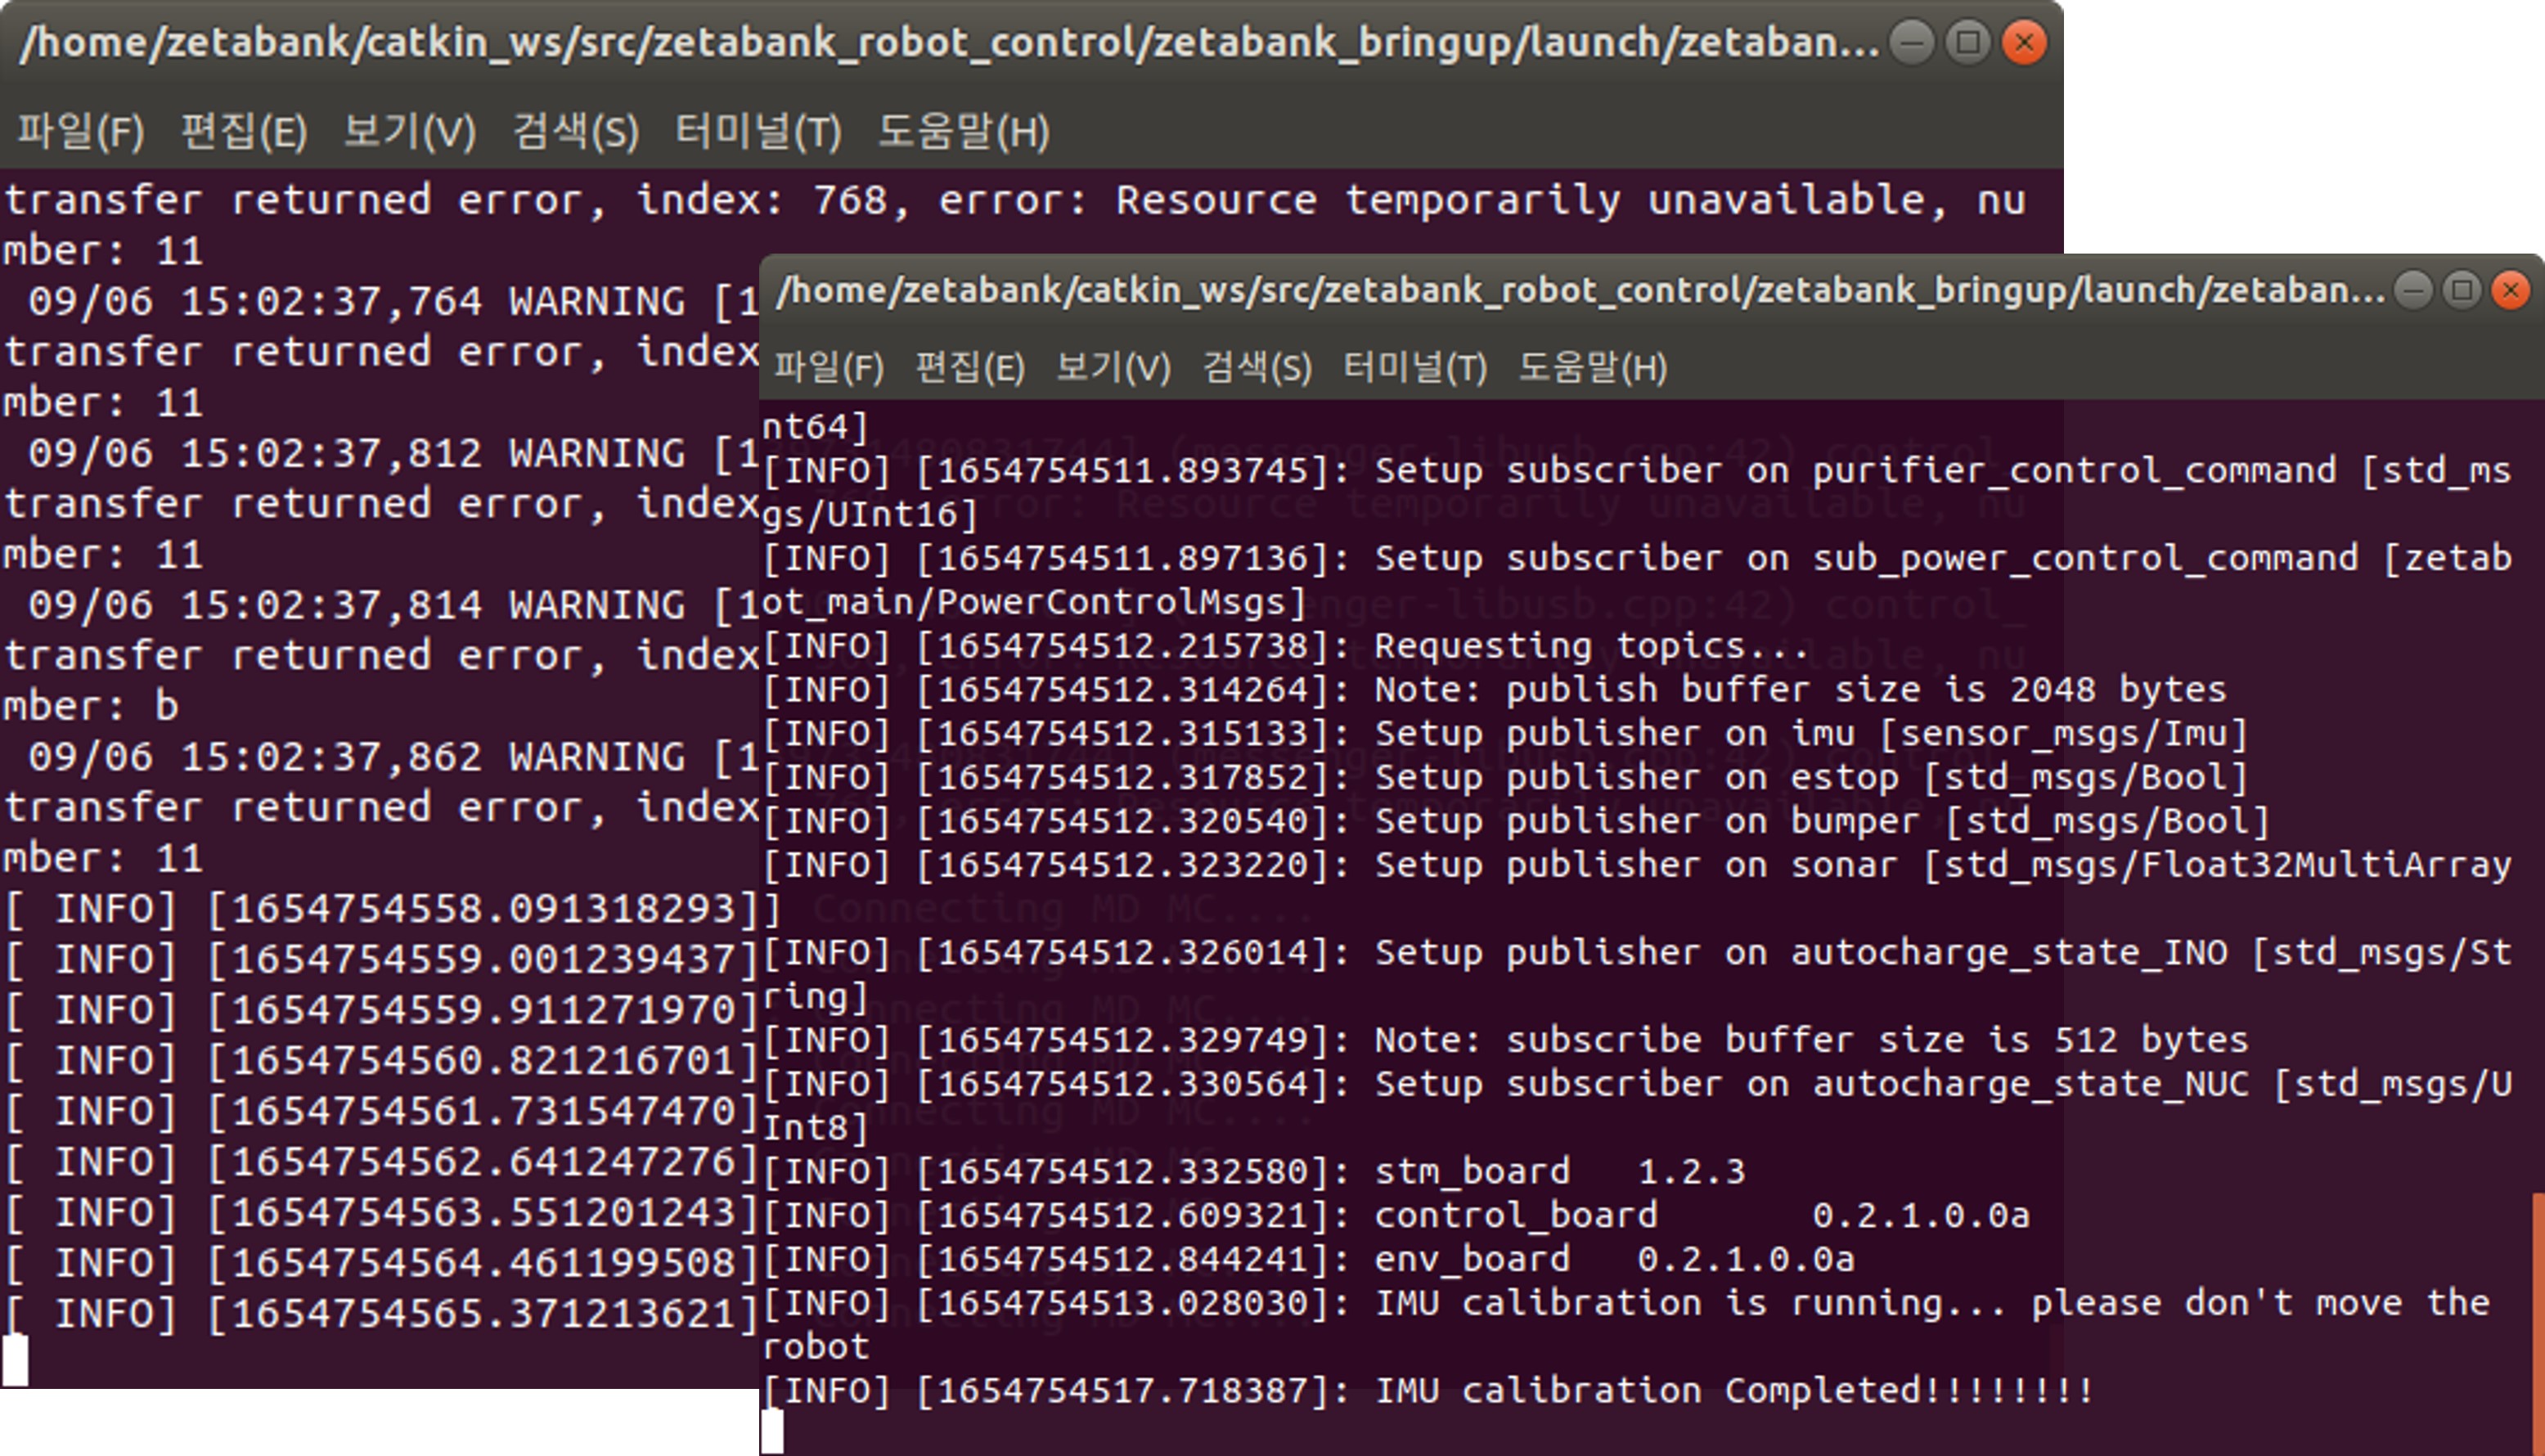 /home/zetabank/catkin_ws/src/zetabank_robot_control/zetabank_bringup/launch/zetaban...
파일(F) 편집(E) 보기(V) 검색(S) 터미널(T) 도움말(H)
transfer returned error, index: 768, error: Resource temporarily unavailable, nu
mber: 11
09/06 15:02:37,764 WARNING [1
transfer returned error, index
mber: 11
09/06 15:02:37,812 WARNING [1
transfer returned error, index
mber: 11
09/06 15:02:37,814 WARNING [1
transfer returned error, index
mber: b
09/06 15:02:37,862 WARNING [1
transfer returned error, index
mber: 11
[ INFO] [1654754558.091318293]
[ INFO] [1654754559.001239437]
[ INFO] [1654754559.911271970]
[ INFO] [1654754560.821216701]
[ INFO] [1654754561.731547470]
[ INFO] [1654754562.641247276]
[ INFO] [1654754563.551201243]
[ INFO] [1654754564.461199508]
[ INFO] [1654754565.371213621]
/home/zetabank/catkin_ws/src/zetabank_robot_control/zetabank_bringup/launch/zetaban...
파일(F) 편집(E) 보기(V) 검색(S) 터미널(T) 도움말(H)
nt64]
[INFO] [1654754511.893745]: Setup subscriber on purifier_control_command [std_ms
gs/UInt16]
[INFO] [1654754511.897136]: Setup subscriber on sub_power_control_command [zetab
ot_main/PowerControlMsgs]
[INFO] [1654754512.215738]: Requesting topics...
[INFO] [1654754512.314264]: Note: publish buffer size is 2048 bytes
[INFO] [1654754512.315133]: Setup publisher on imu [sensor_msgs/Imu]
[INFO] [1654754512.317852]: Setup publisher on estop [std_msgs/Bool]
[INFO] [1654754512.320540]: Setup publisher on bumper [std_msgs/Bool]
[INFO] [1654754512.323220]: Setup publisher on sonar [std_msgs/Float32MultiArray
]
[INFO] [1654754512.326014]: Setup publisher on autocharge_state_INO [std_msgs/St
ring]
[INFO] [1654754512.329749]: Note: subscribe buffer size is 512 bytes
[INFO] [1654754512.330564]: Setup subscriber on autocharge_state_NUC [std_msgs/U
Int8]
[INFO] [1654754512.332580]: stm_board 1.2.3
[INFO] [1654754512.609321]: control_board 0.2.1.0.0a
[INFO] [1654754512.844241]: env_board 0.2.1.0.0a
[INFO] [1654754513.028030]: IMU calibration is running... please don't move the
robot
[INFO] [1654754517.718387]: IMU calibration Completed!!!!!!!!